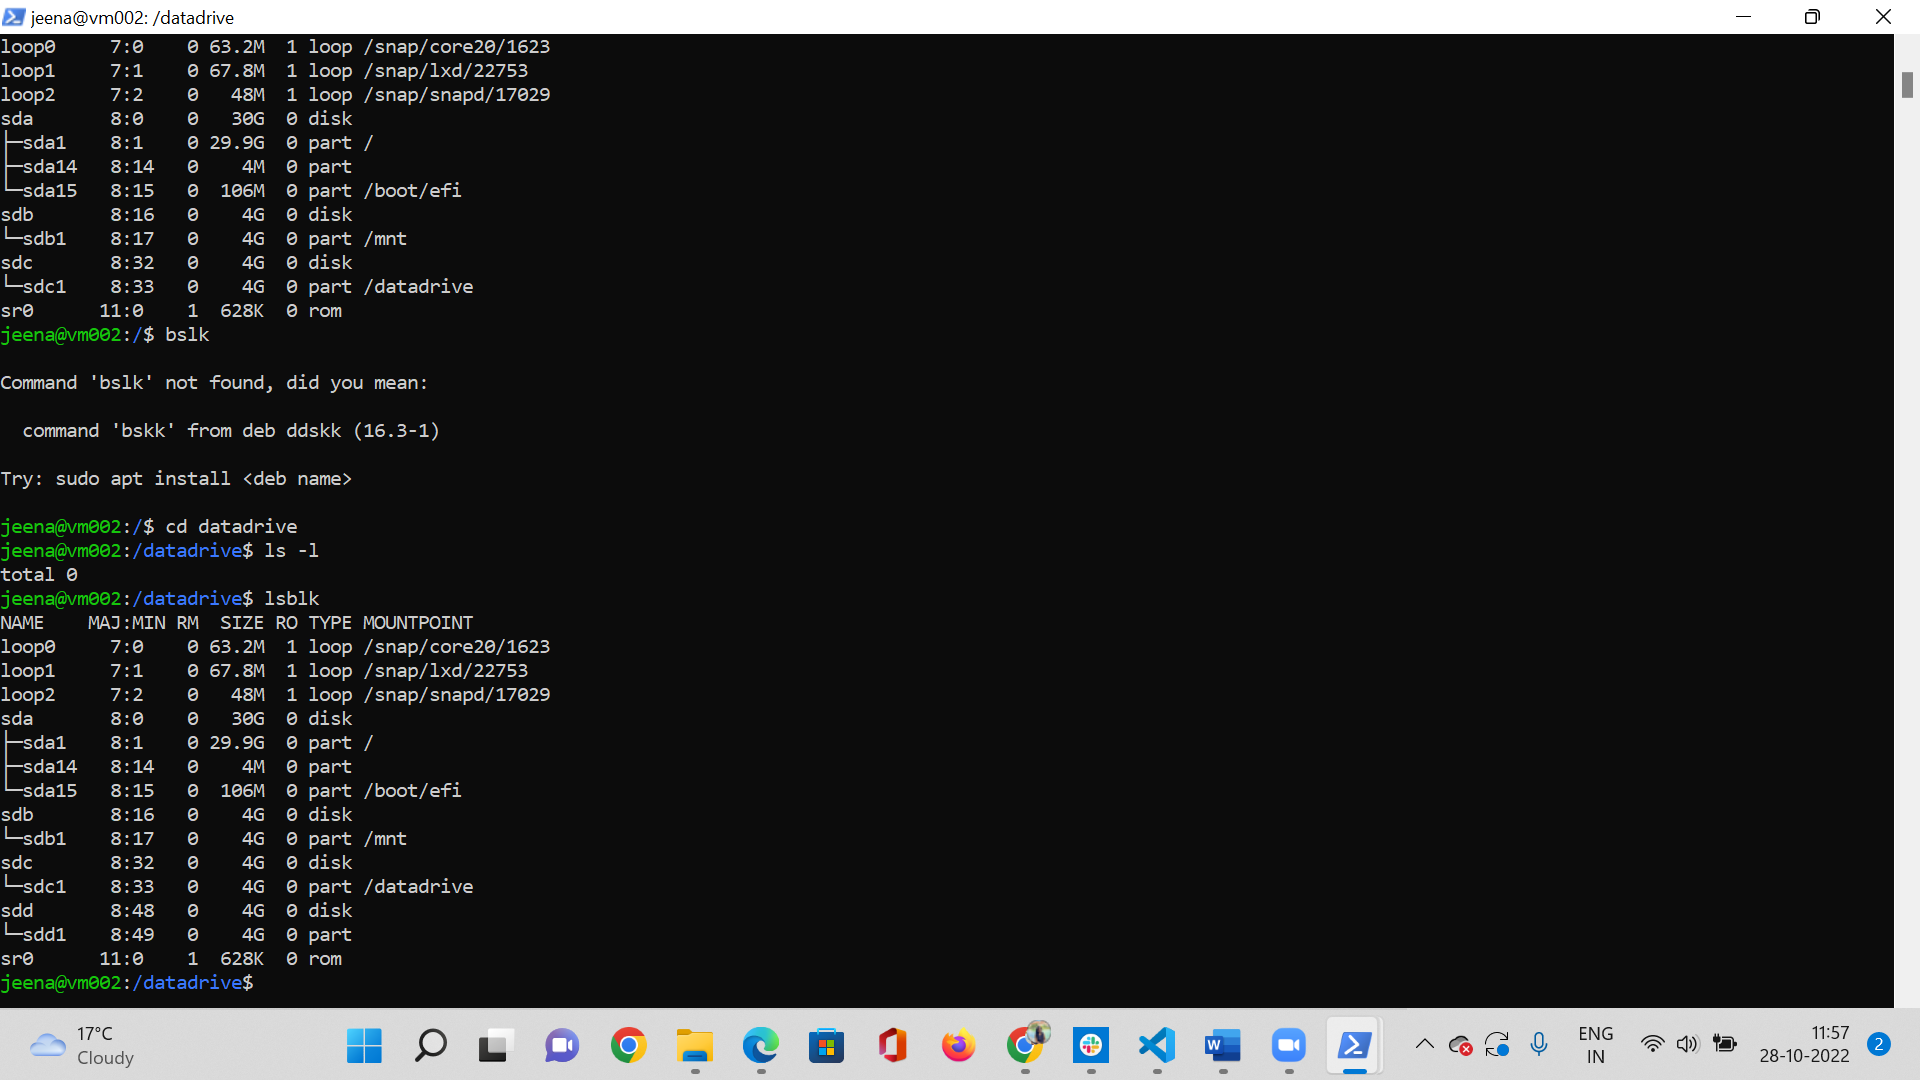 jeena@vm002: /datadrive
loop0     7:0    0 63.2M  1 loop /snap/core20/1623
loop1     7:1    0 67.8M  1 loop /snap/lxd/22753
loop2     7:2    0   48M  1 loop /snap/snapd/17029
sda       8:0    0   30G  0 disk
├─sda1    8:1    0 29.9G  0 part /
├─sda14   8:14   0    4M  0 part
└─sda15   8:15   0  106M  0 part /boot/efi
sdb       8:16   0    4G  0 disk
└─sdb1    8:17   0    4G  0 part /mnt
sdc       8:32   0    4G  0 disk
└─sdc1    8:33   0    4G  0 part /datadrive
sr0      11:0    1  628K  0 rom
jeena@vm002:/$ bslk
Command 'bslk' not found, did you mean:
  command 'bskk' from deb ddskk (16.3-1)
Try: sudo apt install <deb name>
jeena@vm002:/$ cd datadrive
jeena@vm002:/datadrive$ ls -l
total 0
jeena@vm002:/datadrive$ lsblk
NAME    MAJ:MIN RM  SIZE RO TYPE MOUNTPOINT
loop0     7:0    0 63.2M  1 loop /snap/core20/1623
loop1     7:1    0 67.8M  1 loop /snap/lxd/22753
loop2     7:2    0   48M  1 loop /snap/snapd/17029
sda       8:0    0   30G  0 disk
├─sda1    8:1    0 29.9G  0 part /
├─sda14   8:14   0    4M  0 part
└─sda15   8:15   0  106M  0 part /boot/efi
sdb       8:16   0    4G  0 disk
└─sdb1    8:17   0    4G  0 part /mnt
sdc       8:32   0    4G  0 disk
└─sdc1    8:33   0    4G  0 part /datadrive
sdd       8:48   0    4G  0 disk
└─sdd1    8:49   0    4G  0 part
sr0      11:0    1  628K  0 rom
jeena@vm002:/datadrive$
17°C
Cloudy
W
ENG
IN
11:57
28-10-2022
2